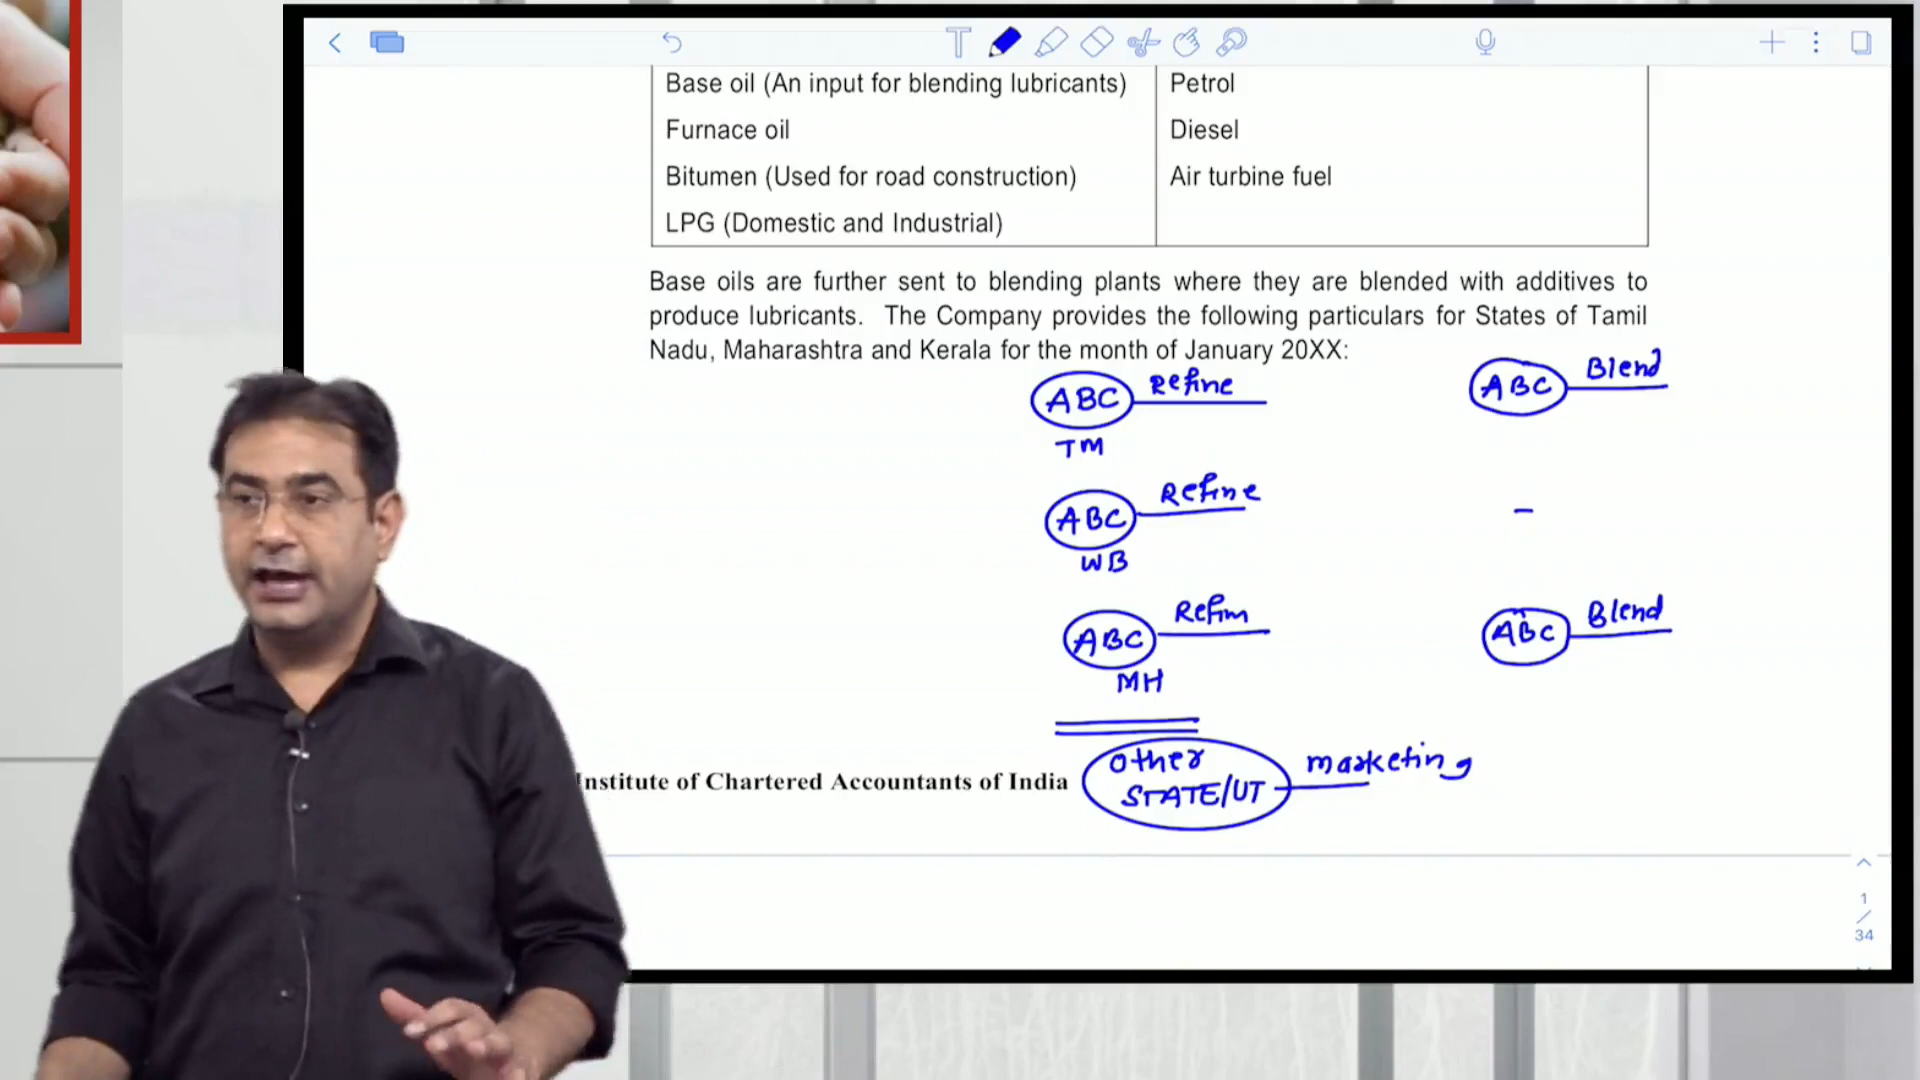 Base oil (An input for blending lubricants) Petrol
Furnace oil Diesel
Bitumen (Used for road construction) Air turbine fuel
LPG (Domestic and Industrial)
Base oils are further sent to blending plants where they are blended with additives to
produce lubricants. The Company provides the following particulars for States of Tamil
Nadu, Maharashtra and Kerala for the month of January 20XX:
ABC Refine ABC Blend
TM
ABC Refine -
WB
ABC Refim ABC Blend
MH
Other
STATE/UT marketing
nstitute of Chartered Accountants of India
1
/
34